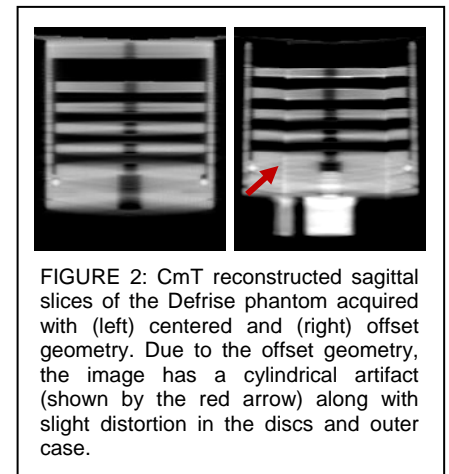 FIGURE 2: CmT reconstructed sagittal
slices of the Defrise phantom acquired
with (left) centered and (right) offset
geometry. Due to the offset geometry,
the image has a cylindrical artifact
(shown by the red arrow) along with
slight distortion in the discs and outer
case.